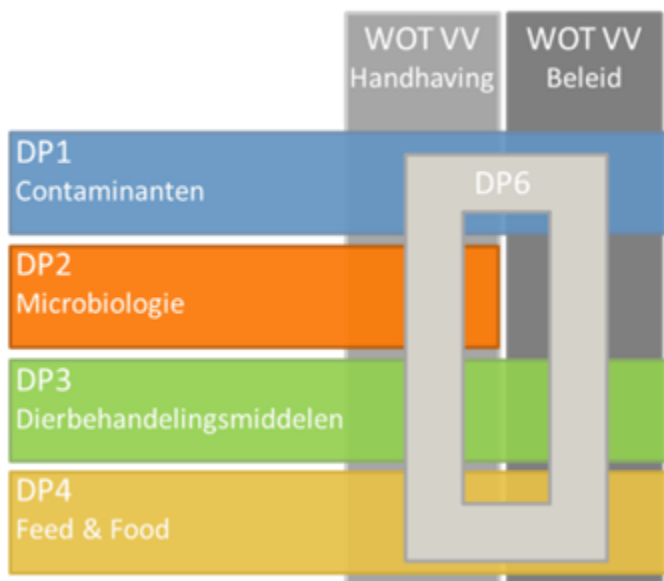 WOT VV
Handhaving
WOT VV
Beleid
DP1
Contaminanten
DP6
DP2
Microbiologie
DP3
Dierbehandelingsmiddelen
DP4
Feed & Food